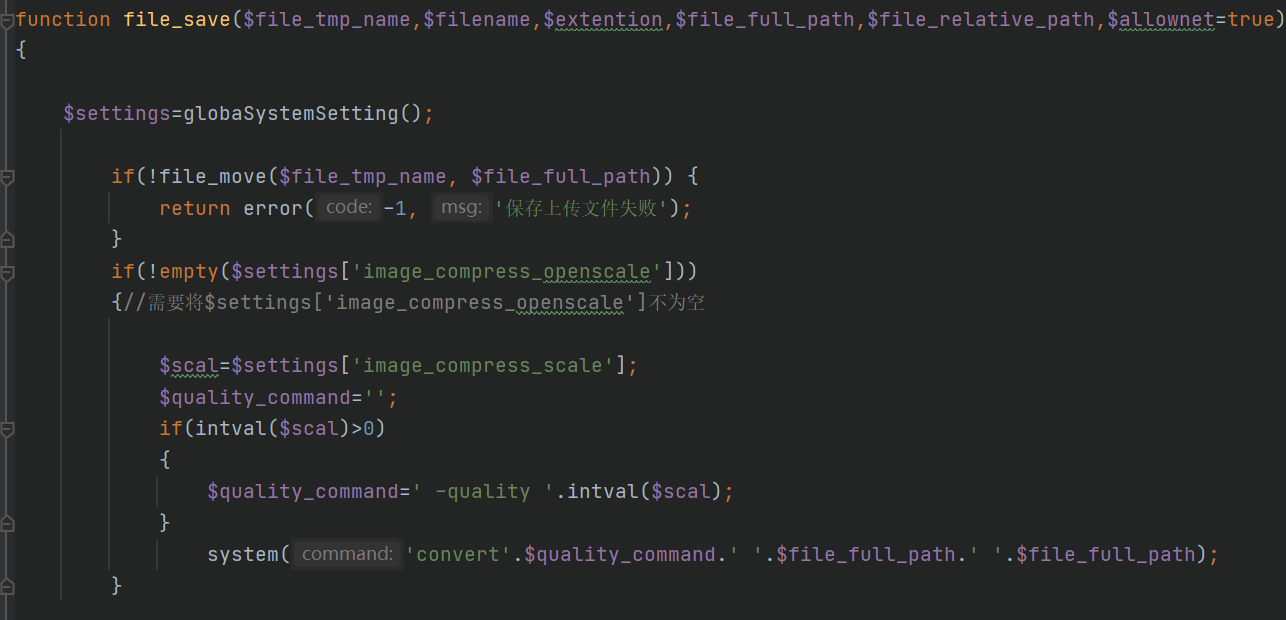 function file_save($file_tmp_name,$filename,$extention,$file_full_path,$file_relative_path,$allownet=true)
{
$settings=globaSystemSetting();
if(!file_move($file_tmp_name, $file_full_path)) {
return error( code: -1, msg: '保存上传文件失败');
}
if(!empty($settings['image_compress_openscale']))
{//需要将$settings['image_compress_openscale']不为空
$scal=$settings['image_compress_scale'];
$quality_command='';
if(intval($scal)>0)
{
$quality_command=' -quality '.intval($scal);
}
system( command: 'convert'.$quality_command.' '.$file_full_path.' '.$file_full_path);
}